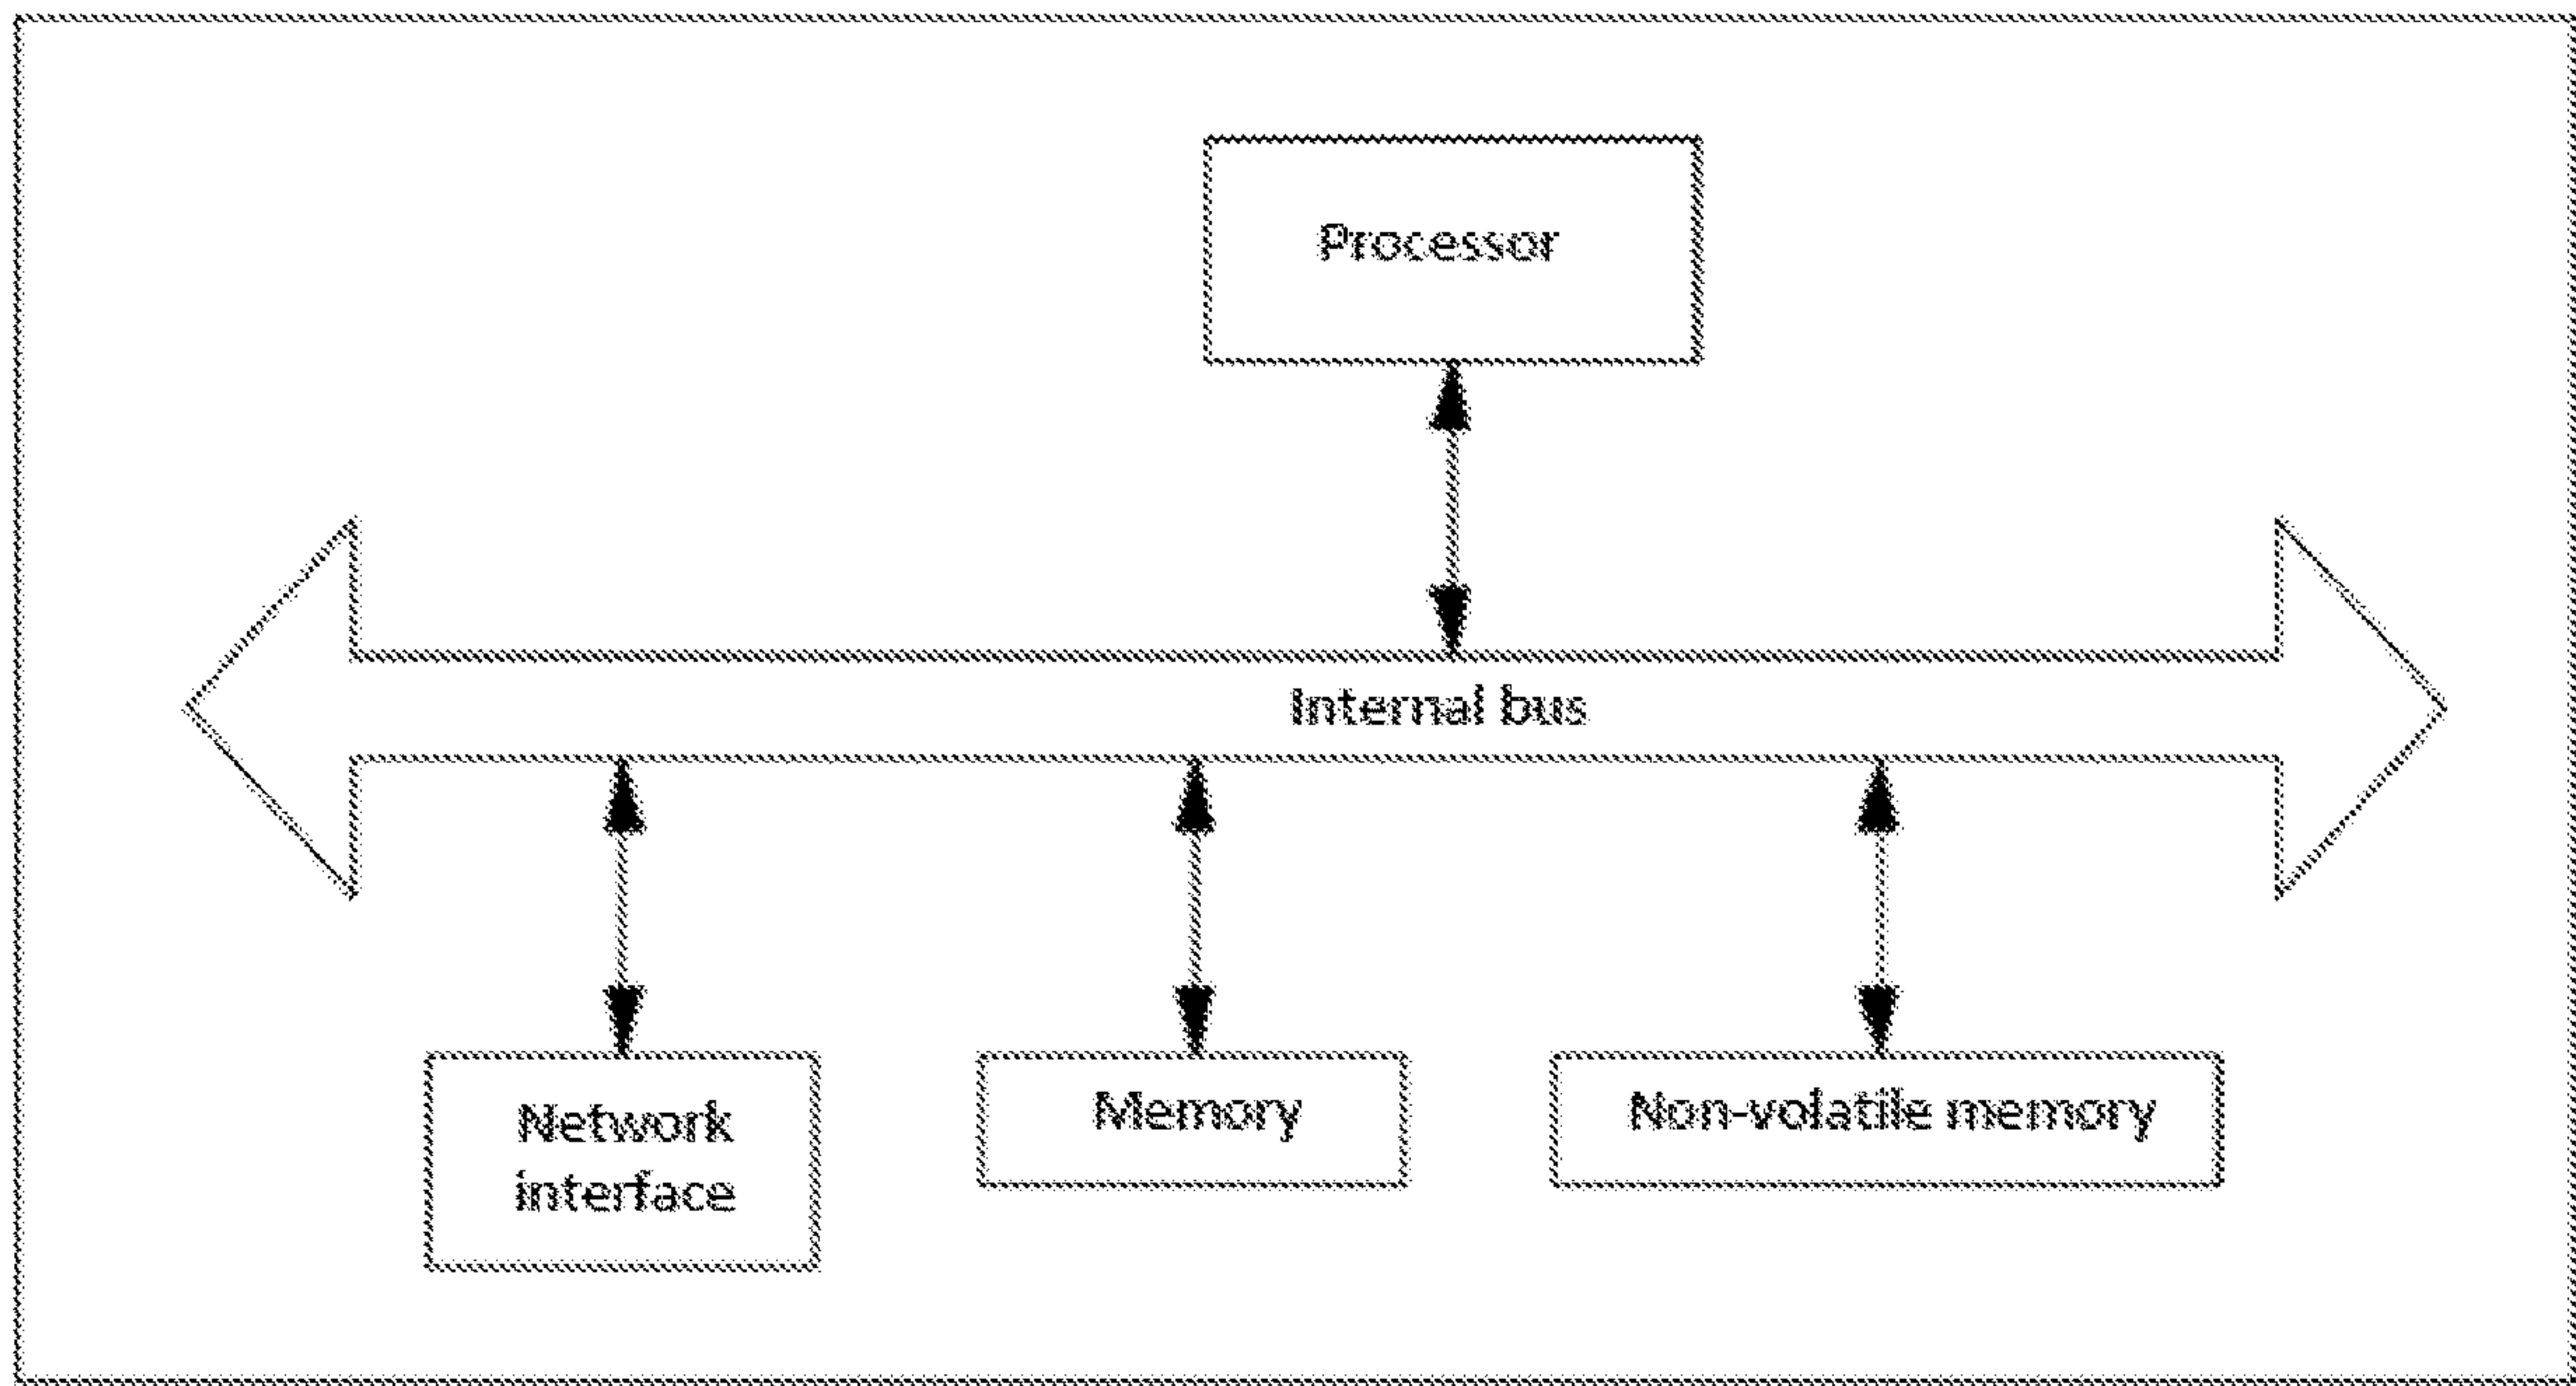 Processor
Internal bus
Network
interface
Memory
Non-volatile memory